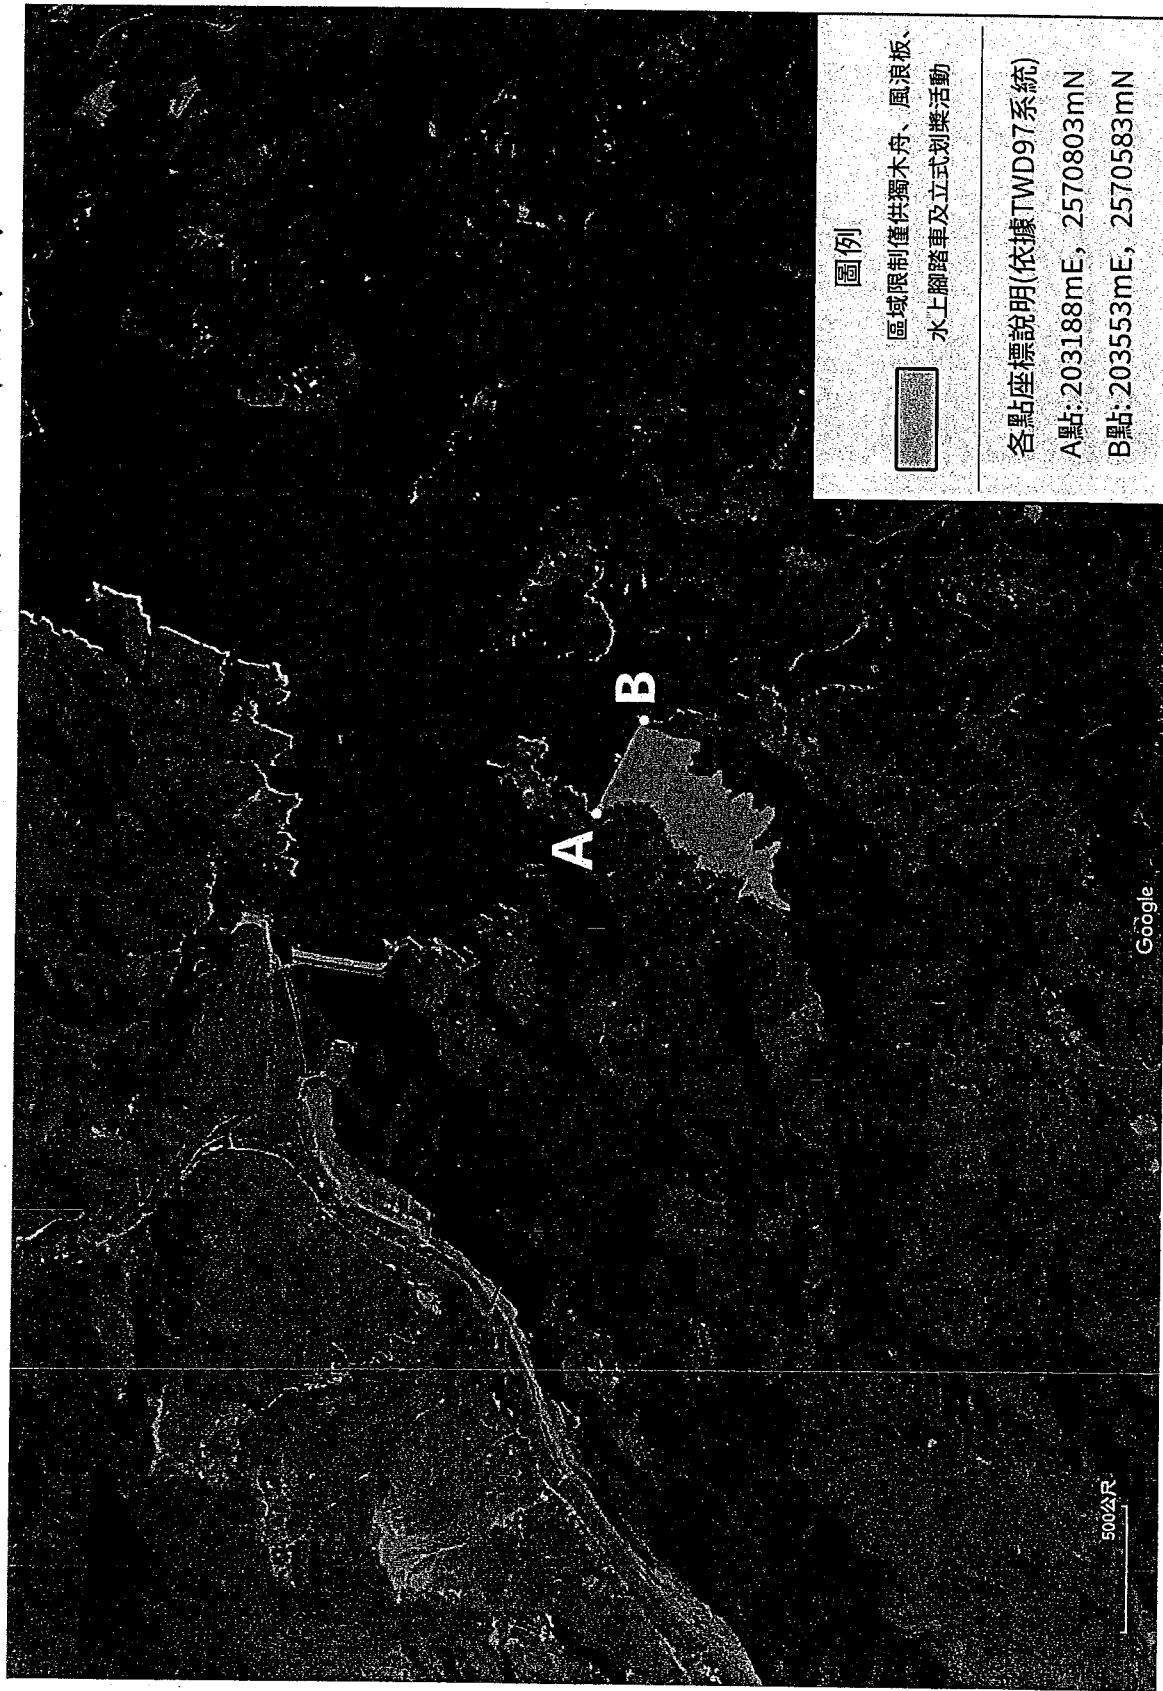 A
B
圖例
區域限制僅供獨木舟、風浪板、
水上腳踏車及立式划槳活動
各點座標說明(依據TWD97系統)
A點: 203188mE, 2570803mN
B點: 203553mE, 2570583mN
500公尺
Google